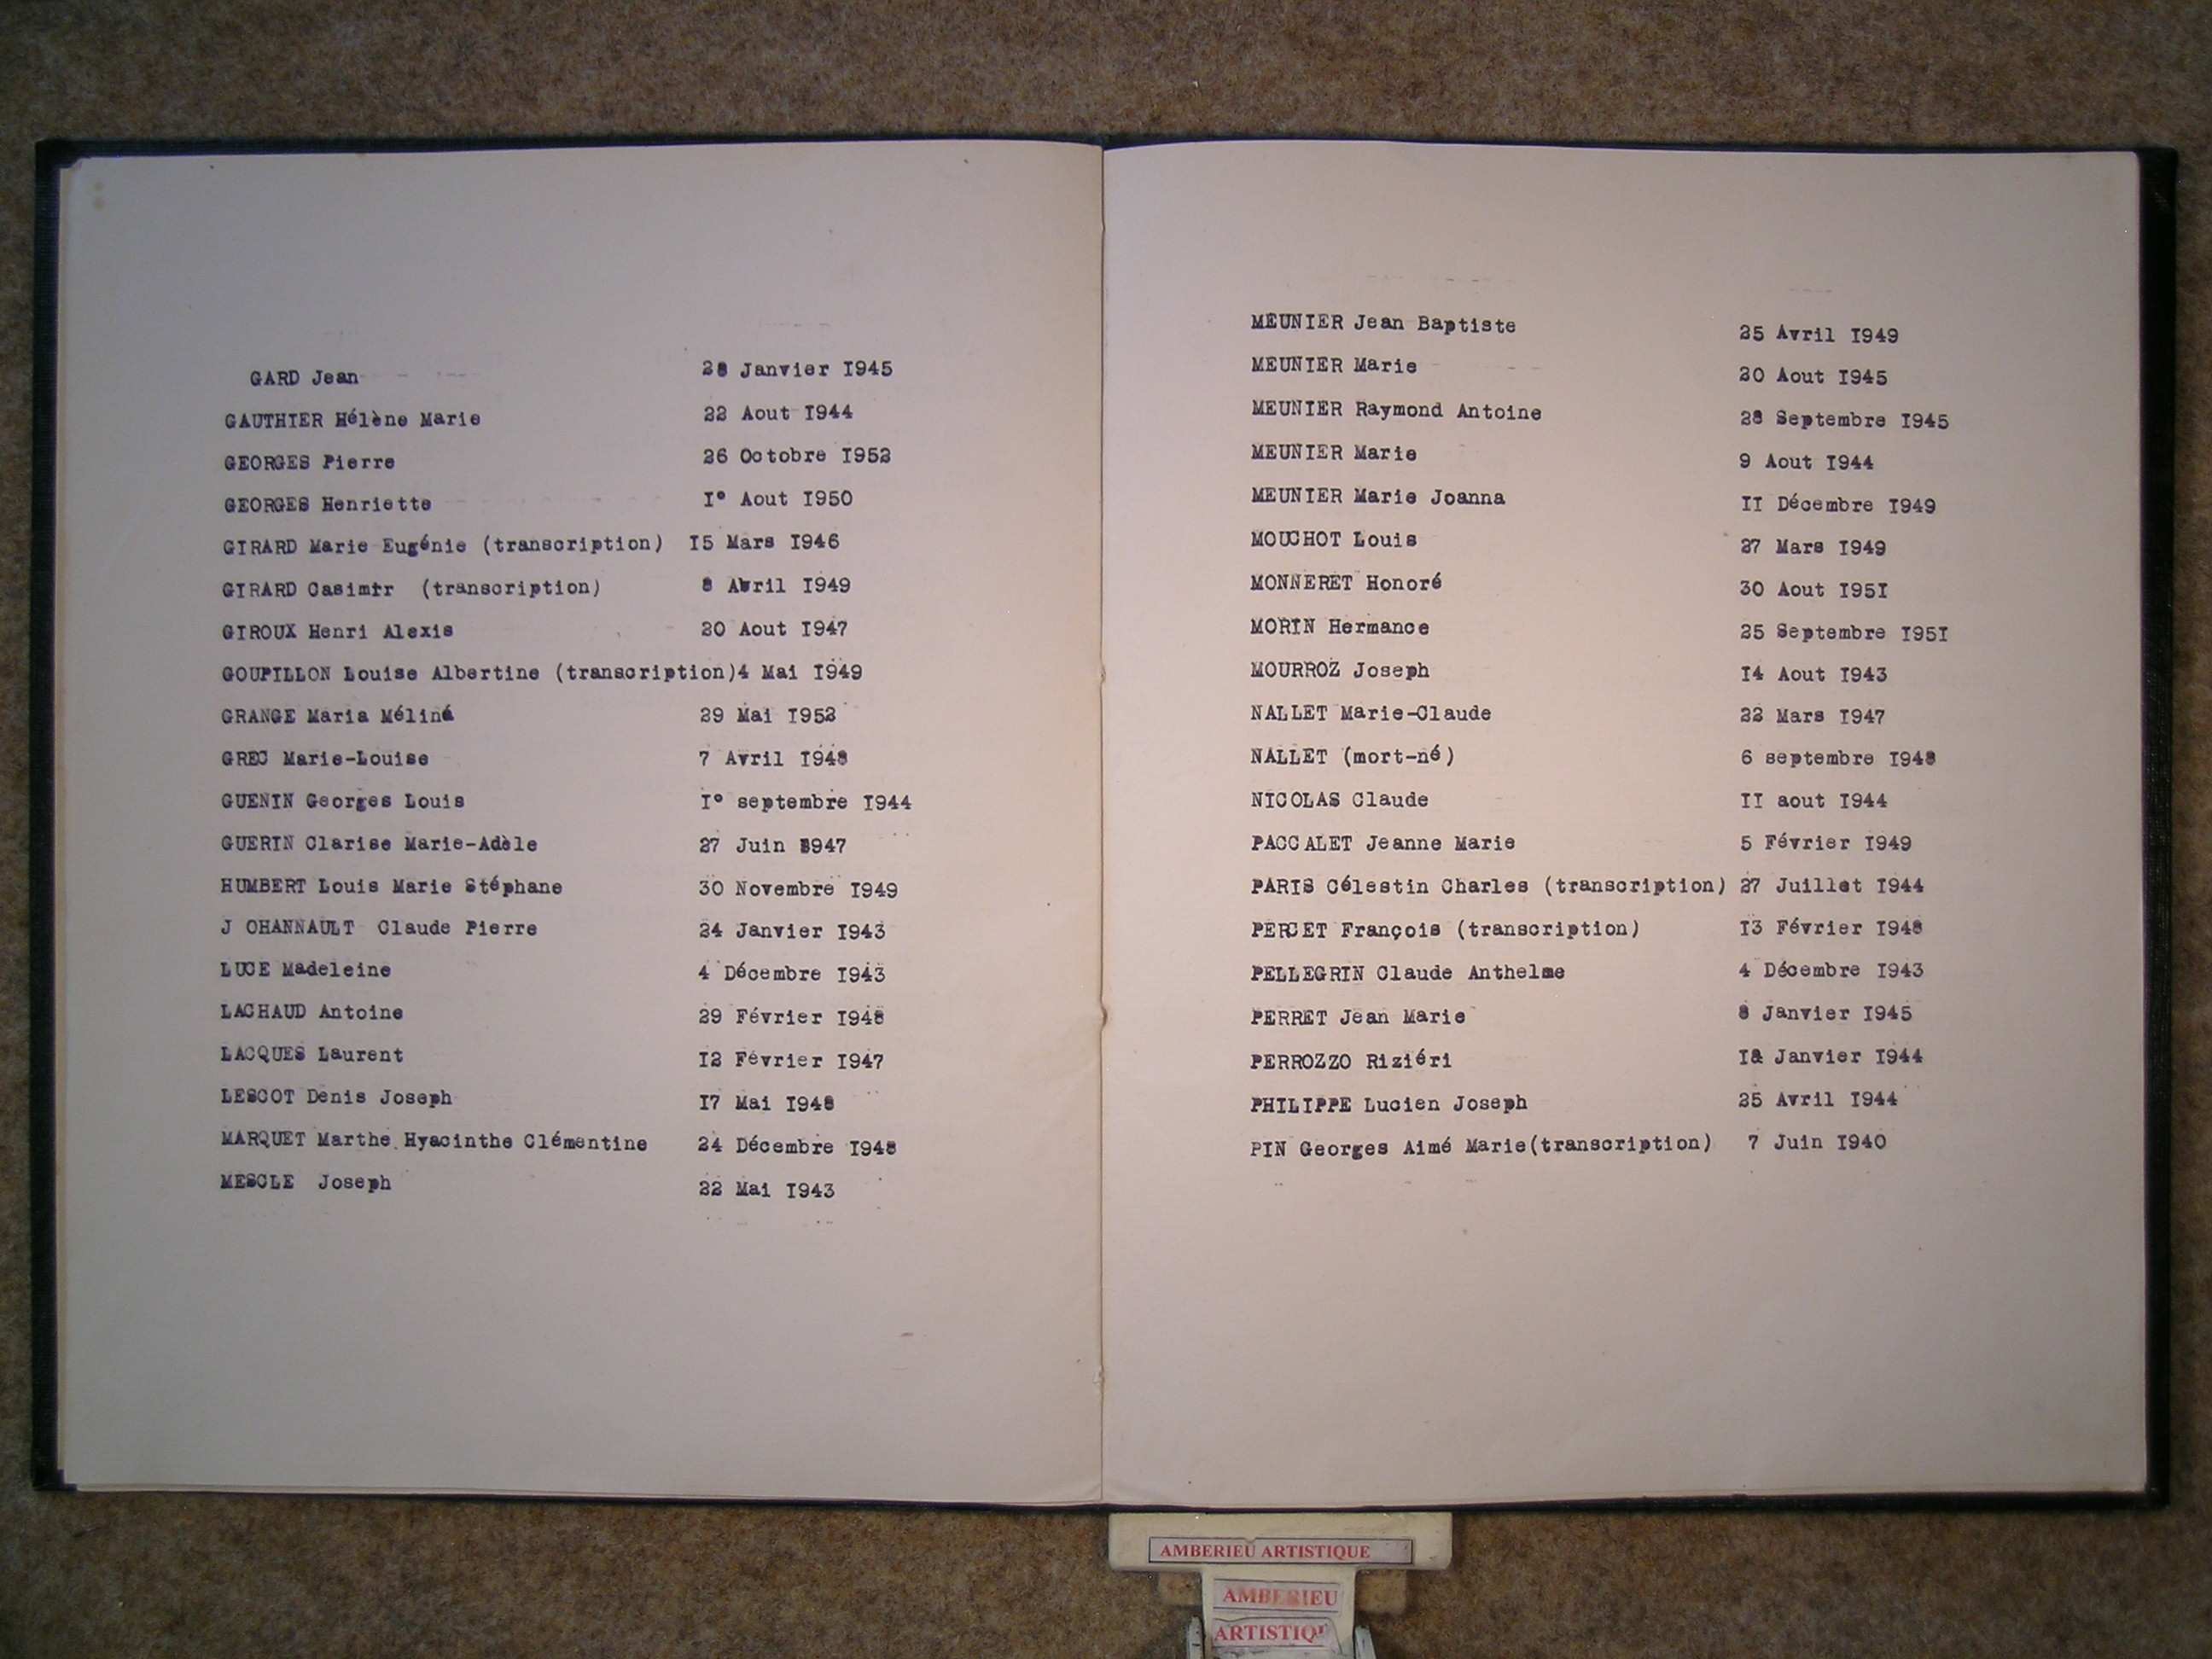 GARD Jean 28 Janvier I945
GAUTHIER Hélène Marie 22 Aout I944
GEORGES Pierre 26 Octobre I952
GEORGES Henriette I° Aout I950
GIRARD Marie Eugénie (transcription) I5 Mars I946
GIRARD Casimir (transcription) 8 Avril I949
GIROUX Henri Alexis 20 Aout I947
GOUPILLON Louise Albertine (transcription)4 Mai I949
GRANGE Maria Méliná 29 Mai I952
GREC Marie-Louise 7 Avril I948
GUENIN Georges Louis I° septembre I944
GUERIN Clarise Marie-Adèle 27 Juin I947
HUMBERT Louis Marie Stéphane 30 Novembre I949
J OHANNAULT Claude Pierre 24 Janvier I943
LUCE Madeleine 4 Décembre I943
LACHAUD Antoine 29 Février I948
LACQUES Laurent I2 Février I947
LESCOT Denis Joseph I7 Mai I948
MARQUET Marthe Hyacinthe Clémentine 24 Décembre I948
MESCLE Joseph 22 Mai I943
MEUNIER Jean Baptiste 25 Avril I949
MEUNIER Marie 20 Aout I945
MEUNIER Raymond Antoine 28 Septembre I945
MEUNIER Marie 9 Aout I944
MEUNIER Marie Joanna II Décembre I949
MOUCHOT Louis 27 Mars I949
MONNERET Honoré 30 Aout I95I
MORIN Hermance 25 Septembre I95I
MOURROZ Joseph I4 Aout I943
NALLET Marie-Claude 22 Mars I947
NALLET (mort-né) 6 septembre I948
NICOLAS Claude II aout I944
PACCALET Jeanne Marie 5 Février I949
PARIS Célestin Charles (transcription) 27 Juillet I944
PERCET François (transcription) I3 Février I948
PELLEGRIN Claude Anthelme 4 Décembre I943
PERRET Jean Marie 8 Janvier I945
PERROZZO Riziéri Janvier I944
PHILIPPE Lucien Joseph 25 Avril I944
PIN Georges Aimé Marie(transcription) 7 Juin I940
AMBERIEU ARTISTIQUE
AMBERIEU
ARTISTIQ